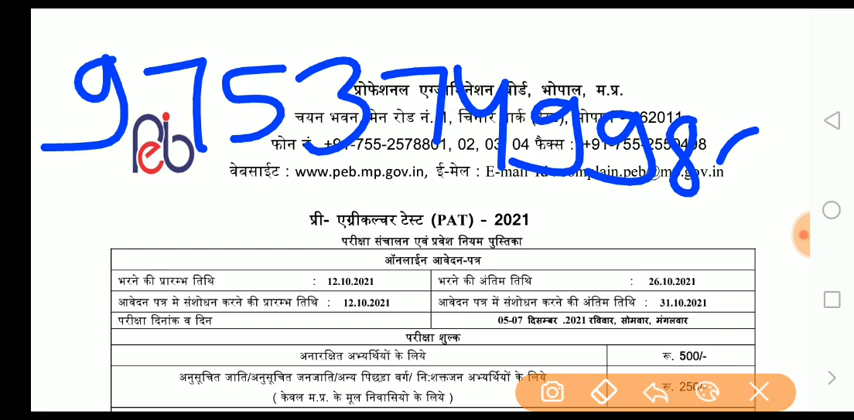 9753749998
प्रोफेशनल एग्जामिनेशन बोर्ड, भोपाल, म.प्र.
चयन भवन, मेन रोड नं. 1, चिनार पार्क (ईस्ट), भोपाल - 462011
Peb
फोन नं. +91-755-2578801, 02, 03, 04 फैक्स : +91-755-2550498
वेबसाईट : www.peb.mp.gov.in, ई-मेल : E-mail complain.peb@mp.gov.in
प्री- एग्रीकल्चर टेस्ट (PAT) - 2021
परीक्षा संचालन एवं प्रवेश नियम पुस्तिका
ऑनलाईन आवेदन-पत्र
भरने की प्रारम्भ तिथि : 12.10.2021 भरने की अंतिम तिथि : 26.10.2021
आवेदन पत्र मे संशोधन करने की प्रारम्भ तिथि : 12.10.2021 आवेदन पत्र में संशोधन करने की अंतिम तिथि : 31.10.2021
परीक्षा दिनांक व दिन 05-07 दिसम्बर .2021 रविवार, सोमवार, मंगलवार
परीक्षा शुल्क
अनारक्षित अभ्यर्थियों के लिये रू. 500/-
अनुसूचित जाति/अनुसूचित जनजाति/अन्य पिछड़ा वर्ग/ नि:शक्तजन अभ्यर्थियों के लिये रू. 250/-
( केवल म.प्र. के मूल निवासियो के लिये )